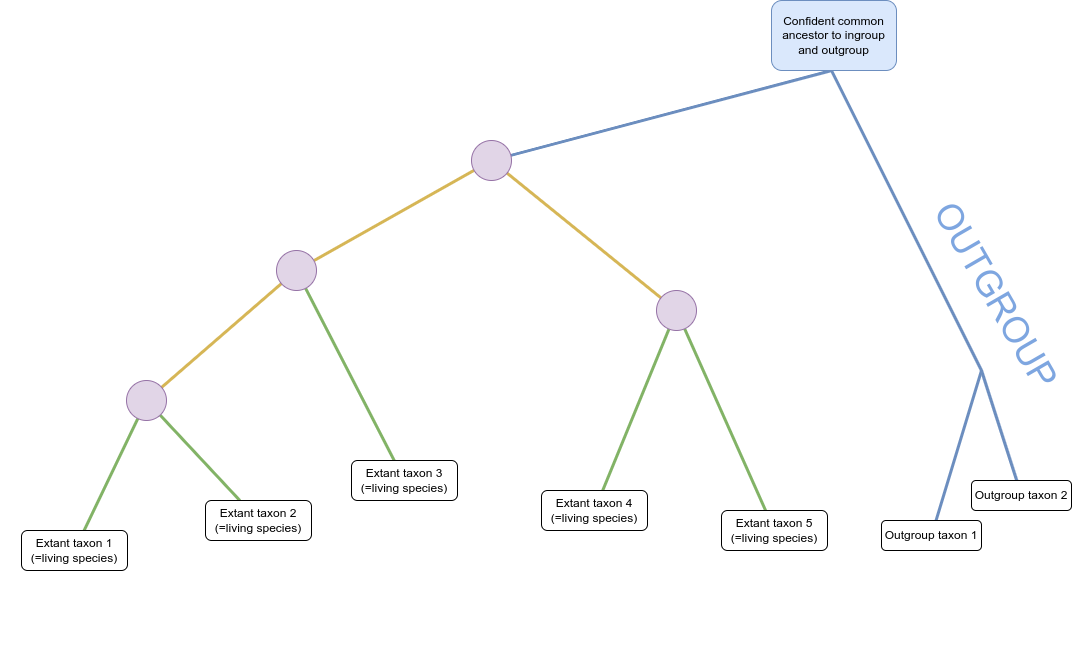 Confident common
ancestor to ingroup
and outgroup
OUTGROUP
Extant taxon 3
(=living species)
Outgroup taxon 2
Extant taxon 4
(=living species)
Extant taxon 2
(=living species)
Extant taxon 5
(=living species)
Outgroup taxon 1
Extant taxon 1
(=living species)